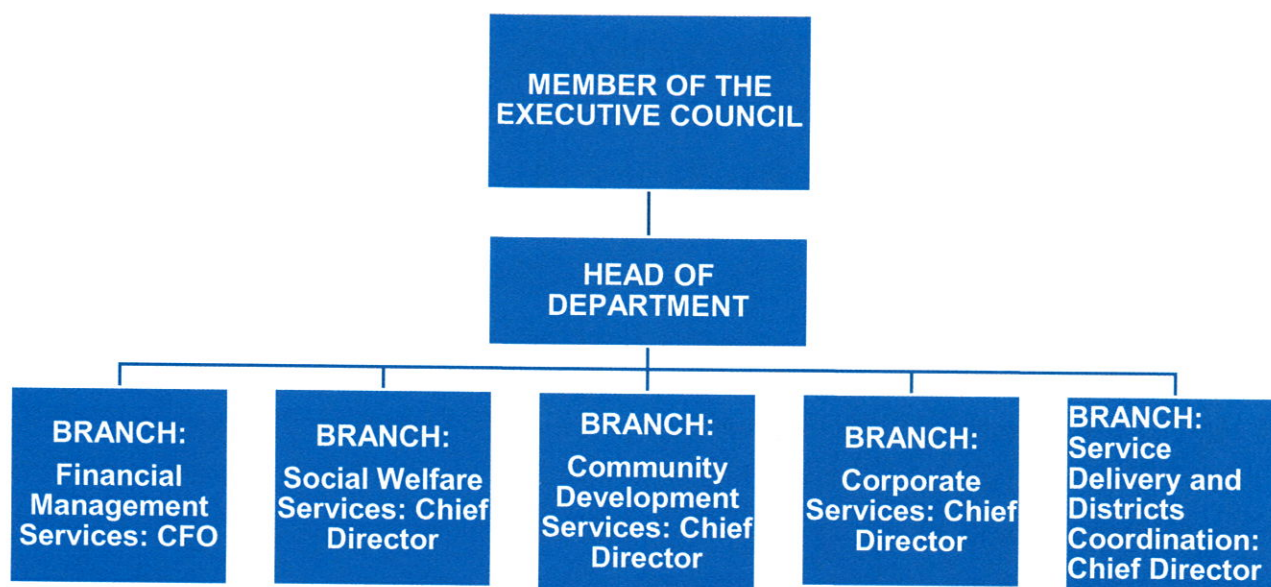 MEMBER OF THE
EXECUTIVE COUNCIL
HEAD OF
DEPARTMENT
BRANCH:
Financial
Management
Services: CFO
BRANCH:
Social Welfare
Services: Chief
Director
BRANCH:
Community
Development
Services: Chief
Director
BRANCH:
Corporate
Services: Chief
Director
BRANCH:
Service
Delivery and
Districts
Coordination:
Chief Director